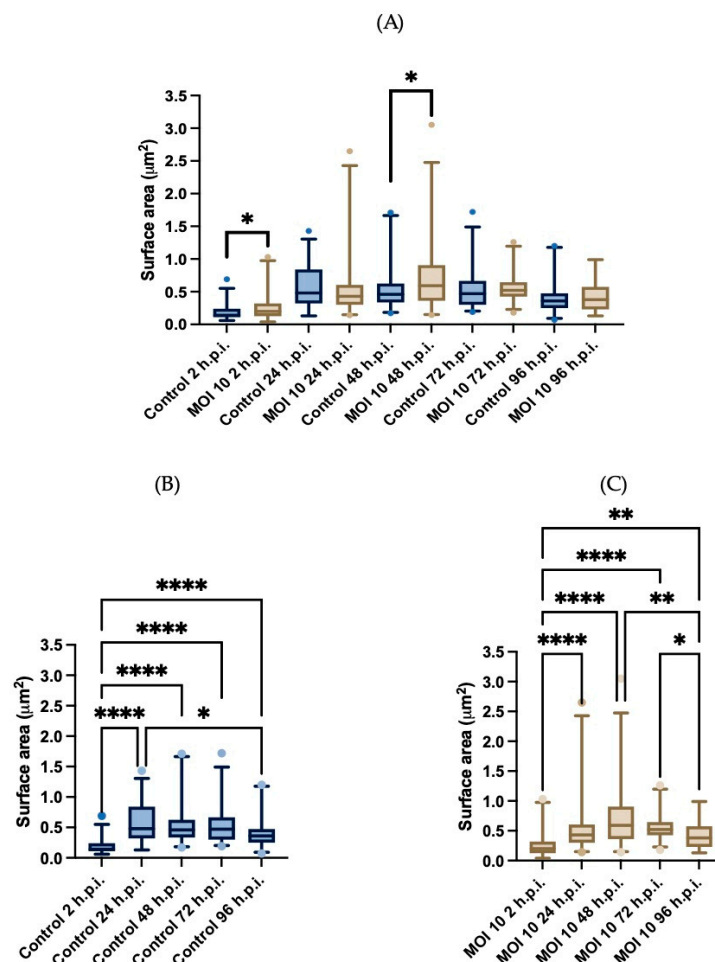 (A)
Surface area (μm²)
3.5
3.0
2.5
2.0
1.5
1.0
0.5
0.0
*
*
Control 2 h.p.i.
MOI 10 2 h.p.i.
Control 24 h.p.i.
MOI 10 24 h.p.i.
Control 48 h.p.i.
MOI 10 48 h.p.i.
Control 72 h.p.i.
MOI 10 72 h.p.i.
Control 96 h.p.i.
MOI 10 96 h.p.i.
(B)
****
****
****
****
*
Surface area (μm²)
3.5
3.0
2.5
2.0
1.5
1.0
0.5
0.0
Control 2 h.p.i.
Control 24 h.p.i.
Control 48 h.p.i.
Control 72 h.p.i.
Control 96 h.p.i.
(C)
**
****
****
**
****
*
Surface area (μm²)
3.5
3.0
2.5
2.0
1.5
1.0
0.5
0.0
MOI 10 2 h.p.i.
MOI 10 24 h.p.i.
MOI 10 48 h.p.i.
MOI 10 72 h.p.i.
MOI 10 96 h.p.i.